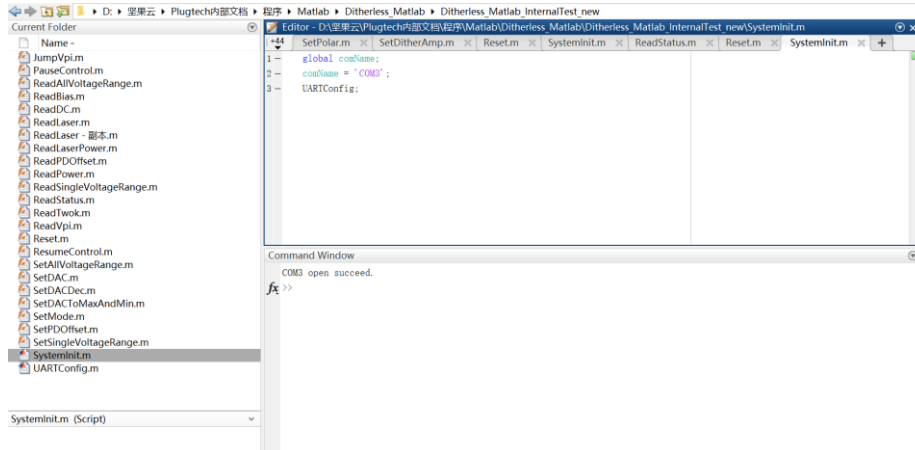 D: ▸ 坚果云 ▸ Plugtech内部文档 ▸ 程序 ▸ Matlab ▸ Ditherless_Matlab ▸ Ditherless_Matlab_InternalTest_new
Current Folder
Name
JumpVpi.m
PauseControl.m
ReadAllVoltageRange.m
ReadBias.m
ReadDC.m
ReadLaser.m
ReadLaser - 副本.m
ReadLaserPower.m
ReadPDOffset.m
ReadPower.m
ReadSingleVoltageRange.m
ReadStatus.m
ReadTwok.m
ReadVpi.m
Reset.m
ResumeControl.m
SetAllVoltageRange.m
SetDAC.m
SetDACDec.m
SetDACToMaxAndMin.m
SetMode.m
SetPDOffset.m
SetSingleVoltageRange.m
SystemInit.m
UARTConfig.m
SystemInit.m (Script)
Editor - D:\坚果云\Plugtech内部文档\程序\Matlab\Ditherless_Matlab\Ditherless_Matlab_InternalTest_new\SystemInit.m
+44 SetPolar.m SetDitherAmp.m Reset.m SystemInit.m ReadStatus.m Reset.m SystemInit.m +
1 – global comName;
2 – comName = 'COM3';
3 – UARTConfig;
Command Window
COM3 open succeed.
fx >>